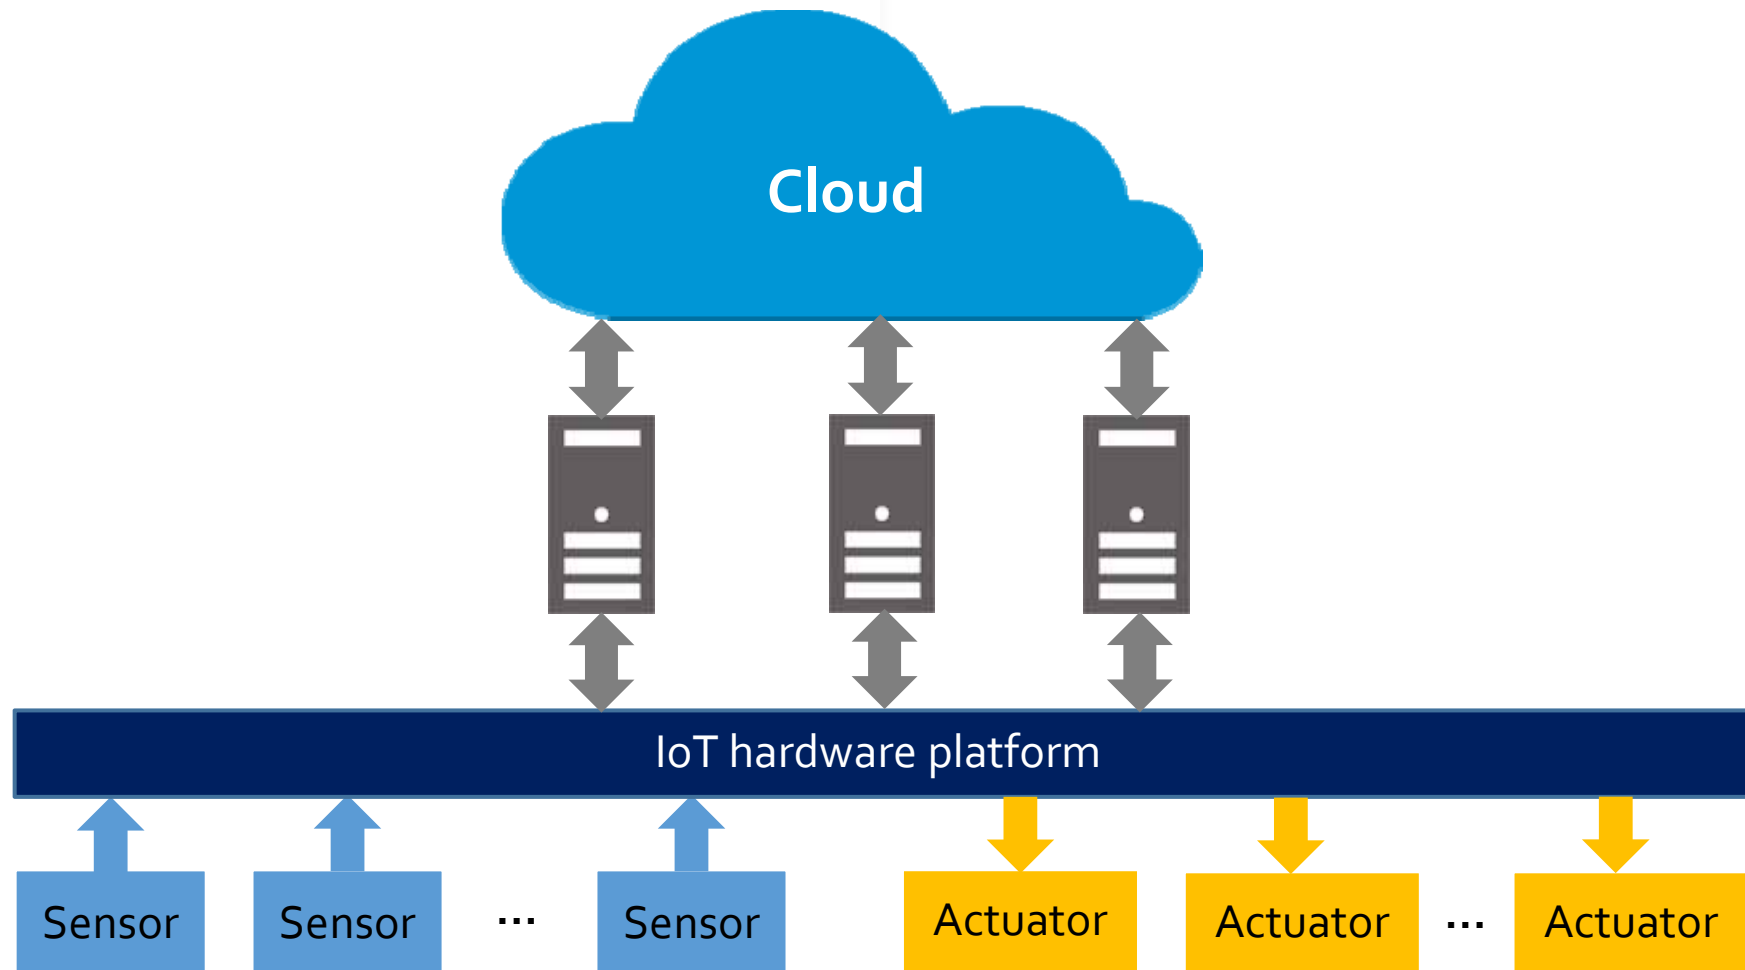 Cloud
IoT hardware platform
Sensor Sensor ... Sensor Actuator Actuator ... Actuator